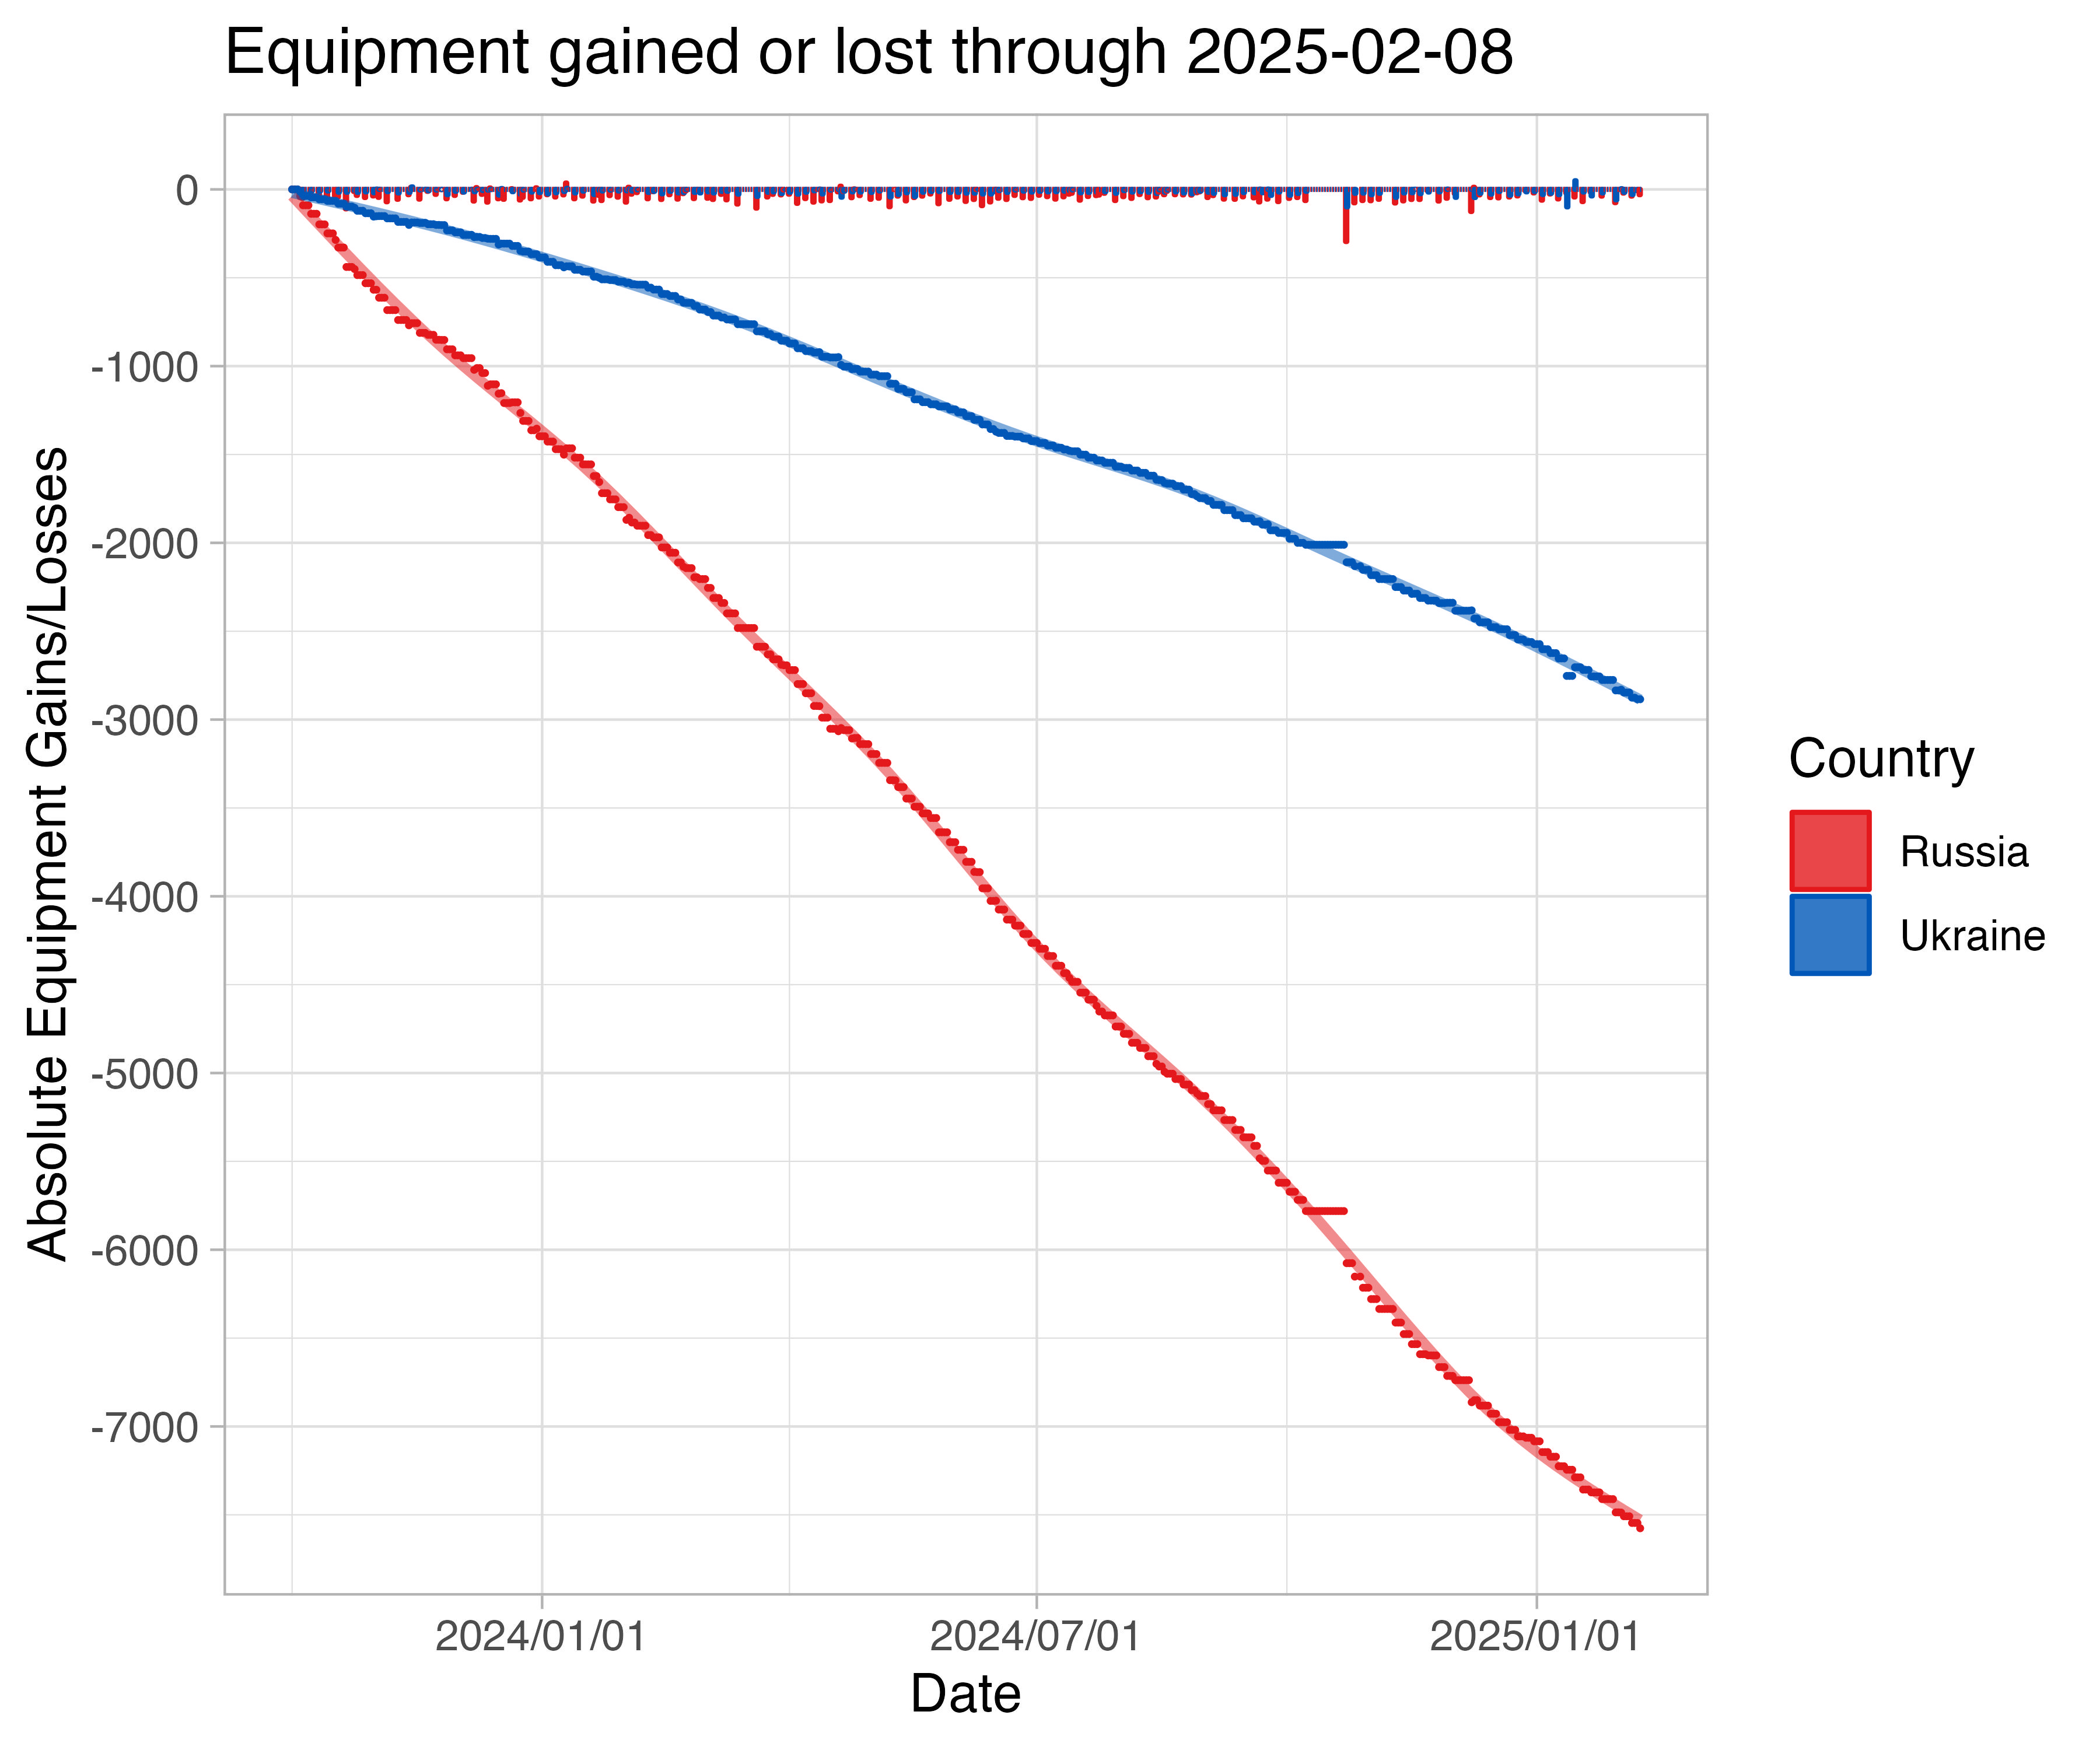 Equipment gained or lost through 2025-02-08
Absolute Equipment Gains/Losses
0
-1000
-2000
-3000
-4000
-5000
-6000
-7000
2024/01/01
2024/07/01
2025/01/01
Date
Country
Russia
Ukraine